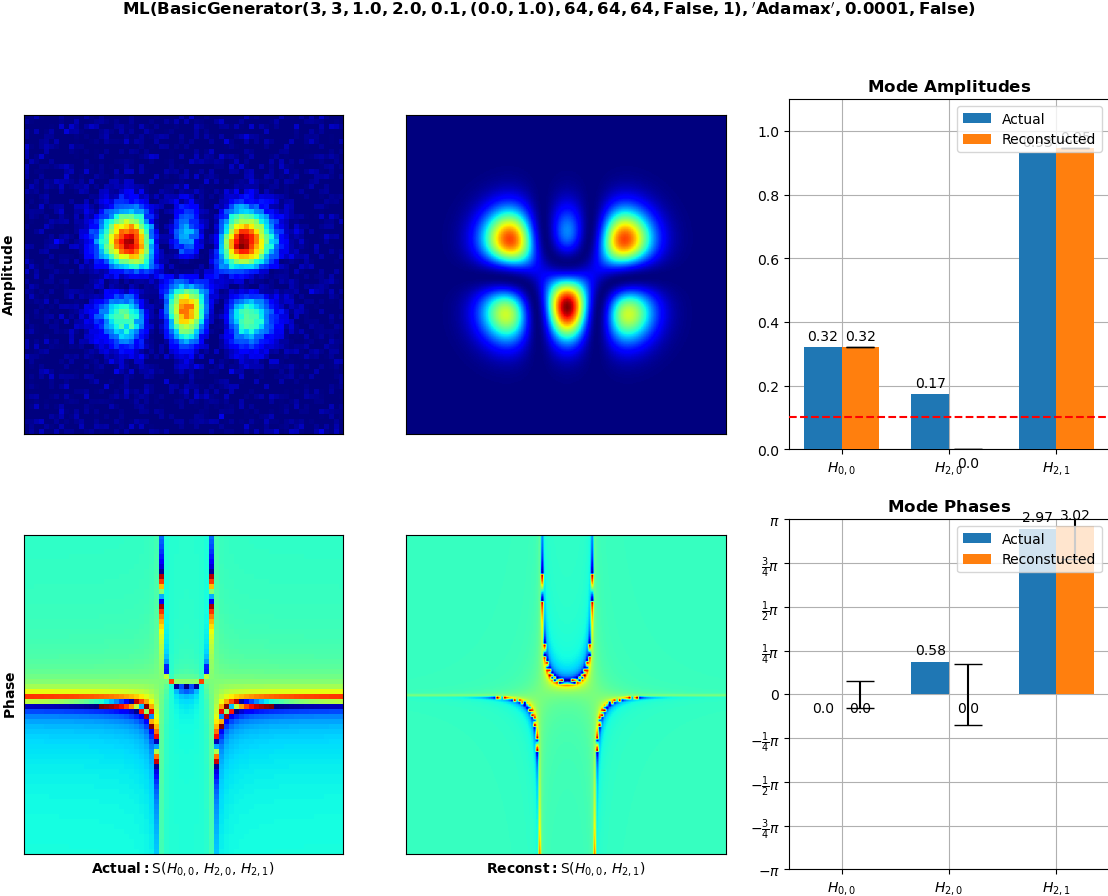 ML(BasicGenerator(3, 3, 1.0, 2.0, 0.1, (0.0, 1.0), 64, 64, 64, False, 1), 'Adamax', 0.0001, False)
Amplitude
Mode Amplitudes
Actual
Reconstucted
1.0
0.8
0.6
0.4
0.2
0.0
0.32 0.32
0.17
0.0
H0,0 H2,0 H2,1
Phase
Actual: S(H0,0, H2,0, H2,1)
Reconst: S(H0,0, H2,1)
Mode Phases
2.97 3.02
Actual
Reconstucted
π
3/4π
1/2π
1/4π
0
−1/4π
−1/2π
−3/4π
−π
0.58
0.0 0.0 0.0
H0,0 H2,0 H2,1